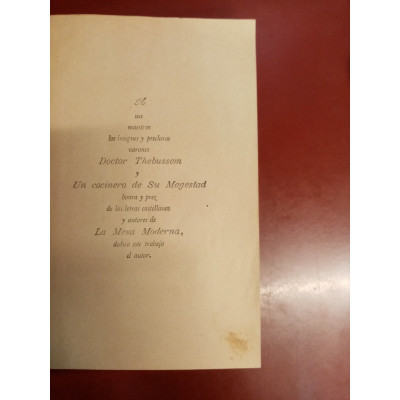 A
sus
maestros
los insignes y preclaros
varones
Doctor Thebussem
y
Un cocinero de Su Magestad
honra y prez
de las letras castellanas
y autores de
La Mesa Moderna,
dedica este trabajo
el autor.